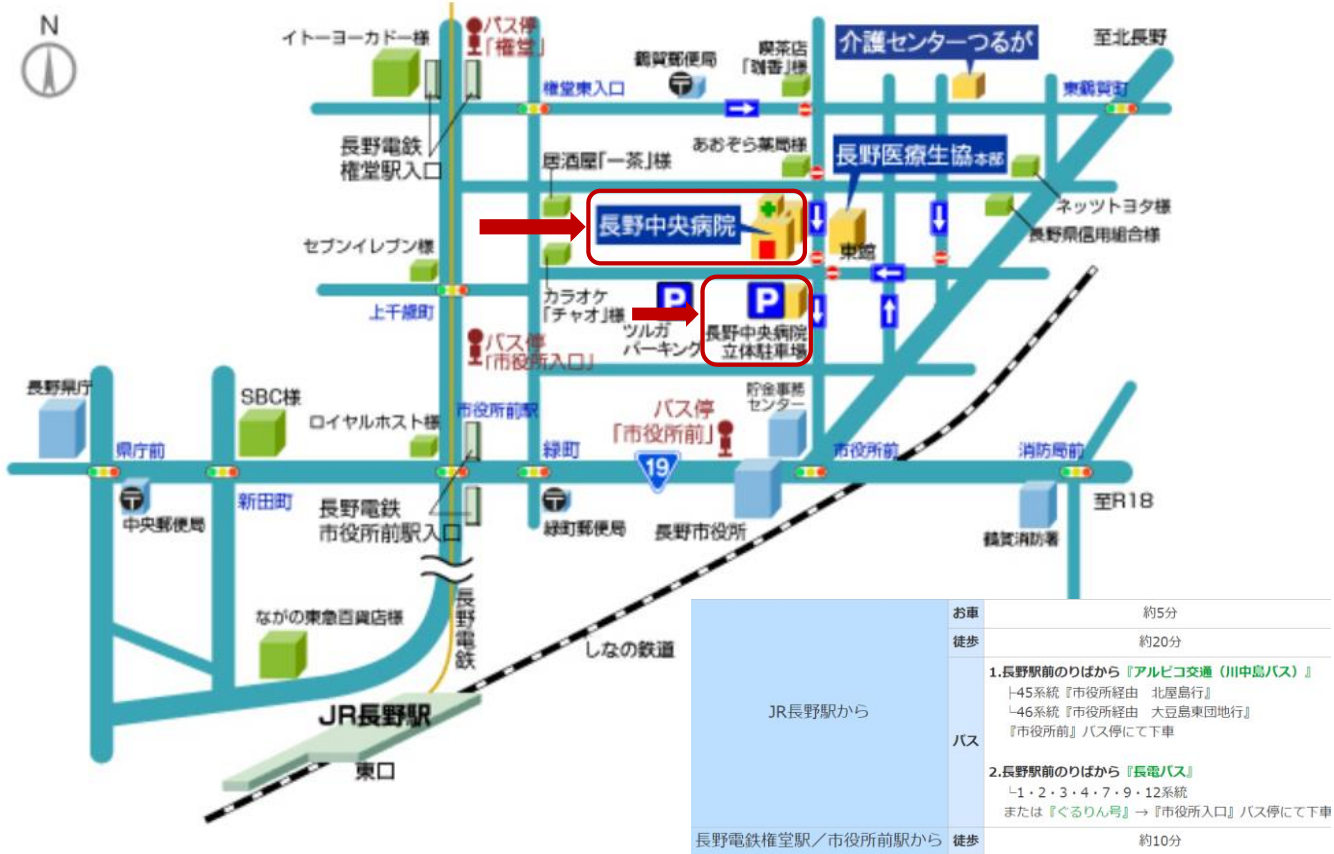 N
イトーヨーカドー様
バス停
「権堂」
鶴賀郵便局
喫茶店
「珈香」様
介護センターつるが
至北長野
権堂東入口
東鶴賀町
長野電鉄
権堂駅入口
居酒屋「一茶」様
あおぞら薬局様
長野医療生協本部
ネッツトヨタ様
長野中央病院
長野県信用組合様
東館
セブンイレブン様
上千歳町
カラオケ
「チャオ」様
P
ツルガ
パーキング
P
長野中央病院
立体駐車場
バス停
「市役所入口」
長野県庁
SBC様
ロイヤルホスト様
市役所前駅
バス停
「市役所前」
貯金事務
センター
県庁前
緑町
19
市役所前
消防局前
中央郵便局
新田町
長野電鉄
市役所前駅入口
緑町郵便局
長野市役所
至R18
鶴賀消防署
ながの東急百貨店様
長野電鉄
しなの鉄道
JR長野駅
東口
JR長野駅から
お車
約5分
徒歩
約20分
バス
1.長野駅前のりばから『アルピコ交通（川中島バス）』
├45系統『市役所経由　北屋島行』
└46系統『市役所経由　大豆島東団地行』
『市役所前』バス停にて下車
2.長野駅前のりばから『長電バス』
└1・2・3・4・7・9・12系統
または『ぐるりん号』→『市役所入口』バス停にて下車
長野電鉄権堂駅／市役所前駅から
徒歩
約10分